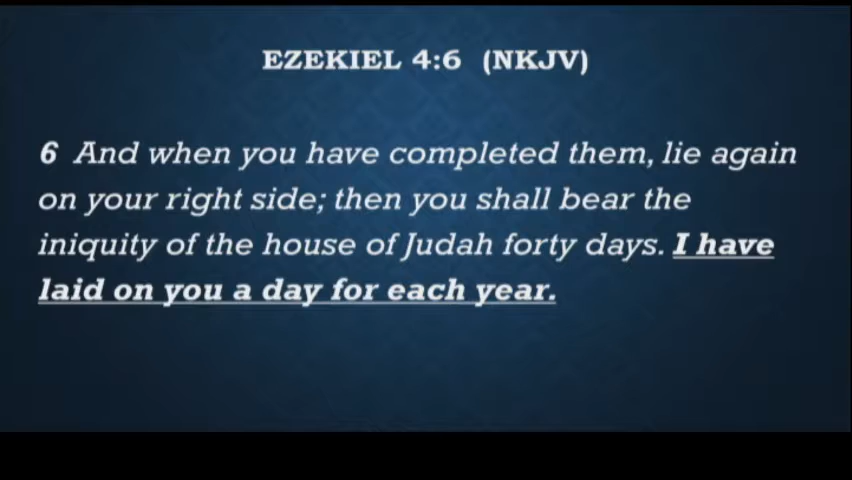 EZEKIEL 4:6 (NKJV)
6 And when you have completed them, lie again
on your right side; then you shall bear the
iniquity of the house of Judah forty days. I have
laid on you a day for each year.